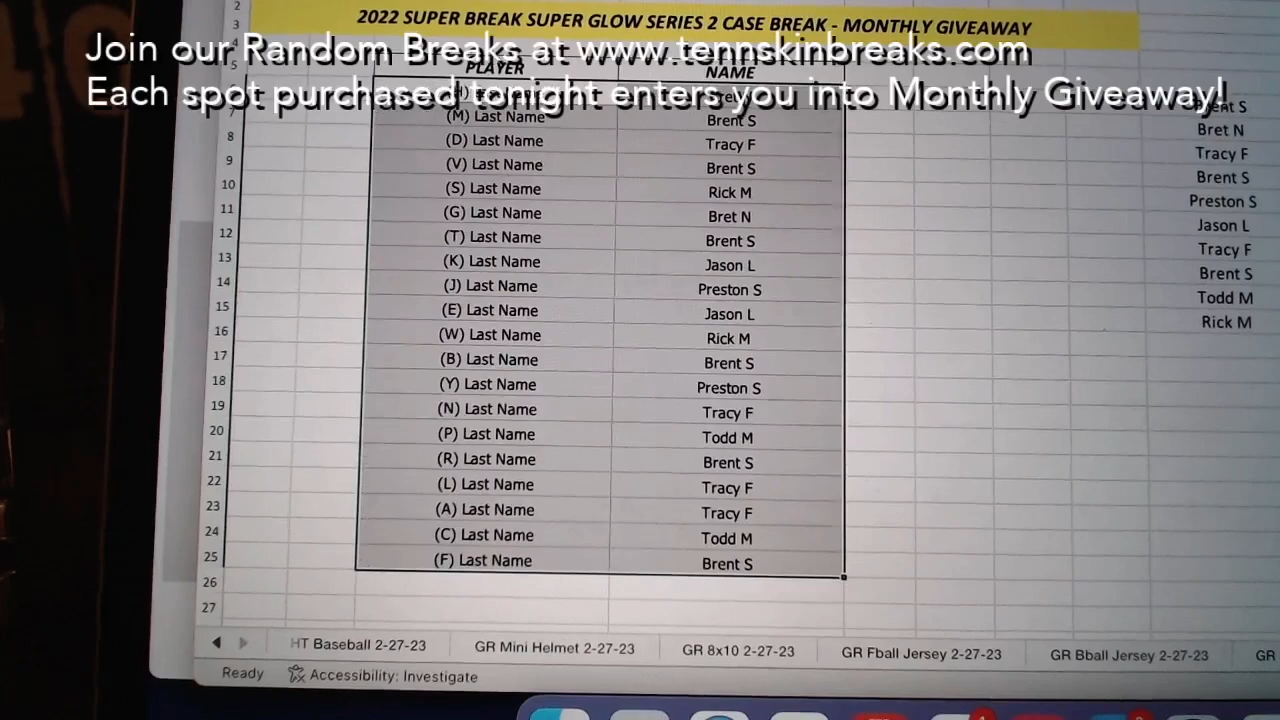 2022 SUPER BREAK SUPER GLOW SERIES 2 CASE BREAK - MONTHLY GIVEAWAY
Join our Random Breaks at www.tennskinbreaks.com
Each spot purchased tonight enters you into Monthly Giveaway!
PLAYER NAME
2
3
4
5
7 (M) Last Name Brent S
8 (D) Last Name Tracy F
9 (V) Last Name Brent S
10 (S) Last Name Rick M
11 (G) Last Name Bret N
12 (T) Last Name Brent S
13 (K) Last Name Jason L
14 (J) Last Name Preston S
15 (E) Last Name Jason L
16 (W) Last Name Rick M
17 (B) Last Name Brent S
18 (Y) Last Name Preston S
19 (N) Last Name Tracy F
20 (P) Last Name Todd M
21 (R) Last Name Brent S
22 (L) Last Name Tracy F
23 (A) Last Name Tracy F
24 (C) Last Name Todd M
25 (F) Last Name Brent S
26
27
Brent S
Bret N
Tracy F
Brent S
Preston S
Jason L
Tracy F
Brent S
Todd M
Rick M
HT Baseball 2-27-23 GR Mini Helmet 2-27-23 GR 8x10 2-27-23 GR Fball Jersey 2-27-23 GR Bball Jersey 2-27-23 GR
Ready Accessibility: Investigate